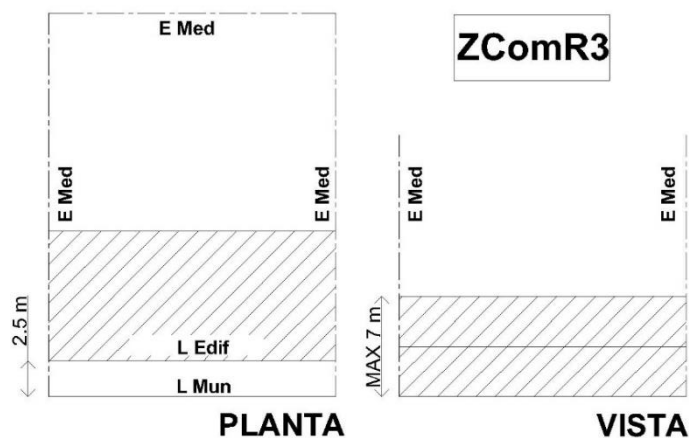 E Med
ZComR3
E Med
E Med
E Med
E Med
2.5 m
L Edif
L Mun
MAX 7 m
PLANTA
VISTA